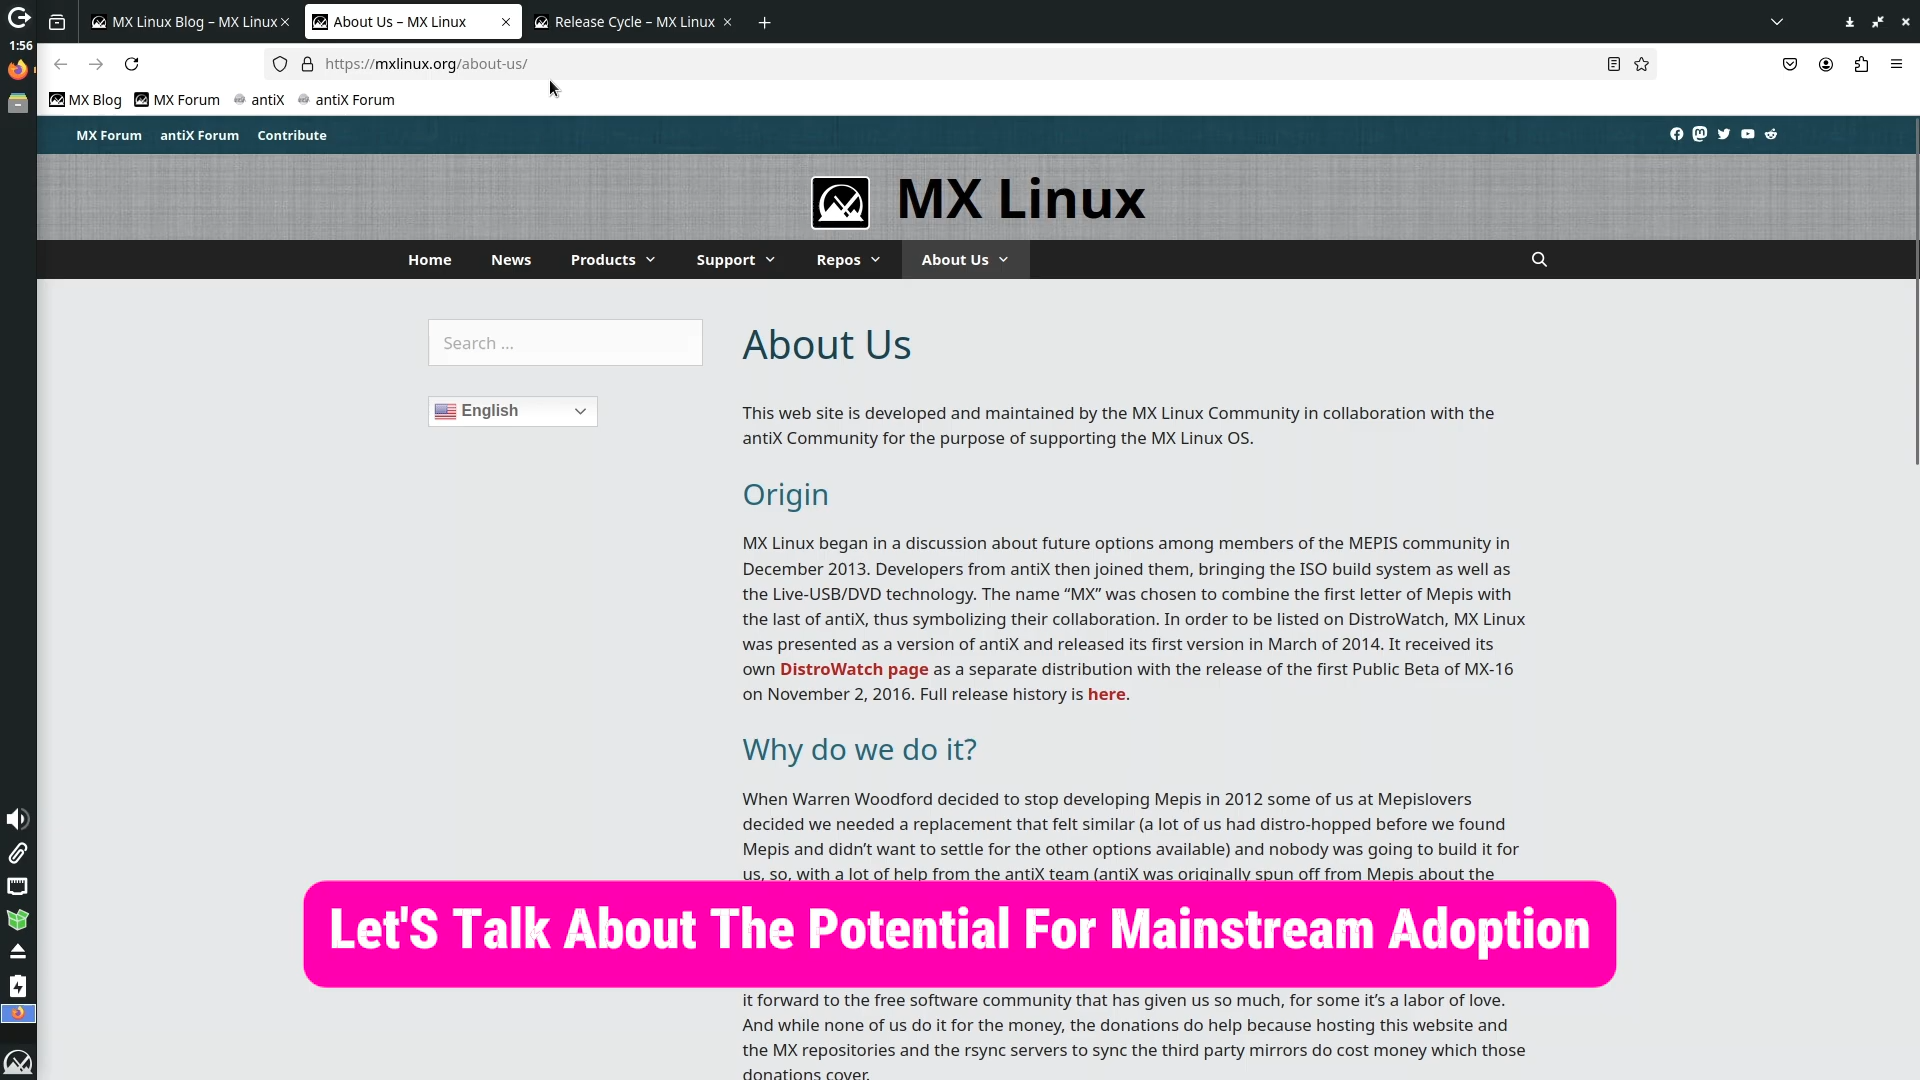 MX Linux Blog – MX Linux
About Us – MX Linux
Release Cycle – MX Linux
1:56
https://mxlinux.org/about-us/
MX Blog
MX Forum
antiX
antiX Forum
MX Forum
antiX Forum
Contribute
MX Linux
Home
News
Products
Support
Repos
About Us
Search ...
English
About Us
This web site is developed and maintained by the MX Linux Community in collaboration with the
antiX Community for the purpose of supporting the MX Linux OS.
Origin
MX Linux began in a discussion about future options among members of the MEPIS community in
December 2013. Developers from antiX then joined them, bringing the ISO build system as well as
the Live-USB/DVD technology. The name “MX” was chosen to combine the first letter of Mepis with
the last of antiX, thus symbolizing their collaboration. In order to be listed on DistroWatch, MX Linux
was presented as a version of antiX and released its first version in March of 2014. It received its
own DistroWatch page as a separate distribution with the release of the first Public Beta of MX-16
on November 2, 2016. Full release history is here.
Why do we do it?
When Warren Woodford decided to stop developing Mepis in 2012 some of us at Mepislovers
decided we needed a replacement that felt similar (a lot of us had distro-hopped before we found
Mepis and didn’t want to settle for the other options available) and nobody was going to build it for
us, so, with a lot of help from the antiX team (antiX was originally spun off from Mepis about the
Let'S Talk About The Potential For Mainstream Adoption
it forward to the free software community that has given us so much, for some it’s a labor of love.
And while none of us do it for the money, the donations do help because hosting this website and
the MX repositories and the rsync servers to sync the third party mirrors do cost money which those
donations cover.